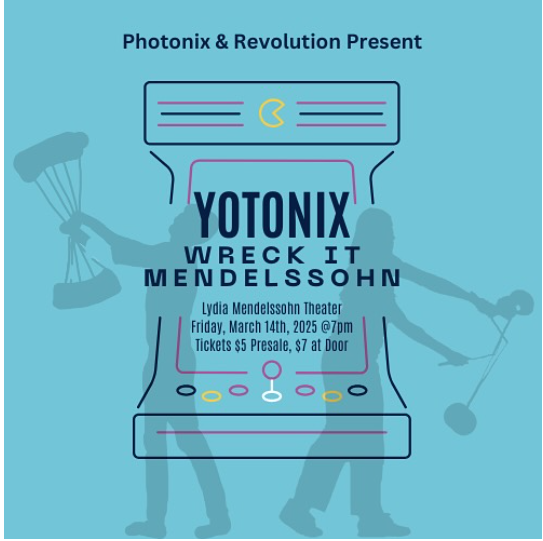 Photonix & Revolution Present
YOTONIX
WRECK IT
MENDELSSOHN
Lydia Mendelssohn Theater
Friday, March 14th, 2025 @7pm
Tickets $5 Presale, $7 at Door